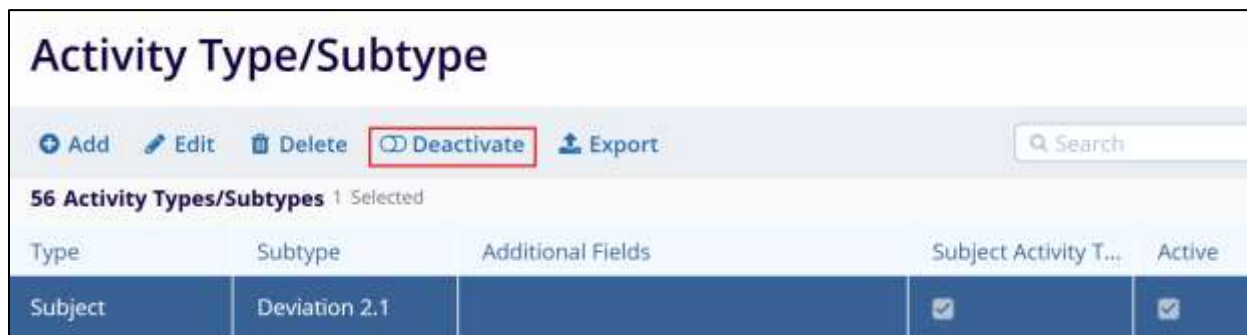 Activity Type/Subtype
Add Edit Delete Deactivate Export Search
56 Activity Types/Subtypes 1 Selected
Type Subtype Additional Fields Subject Activity T... Active
Subject Deviation 2.1